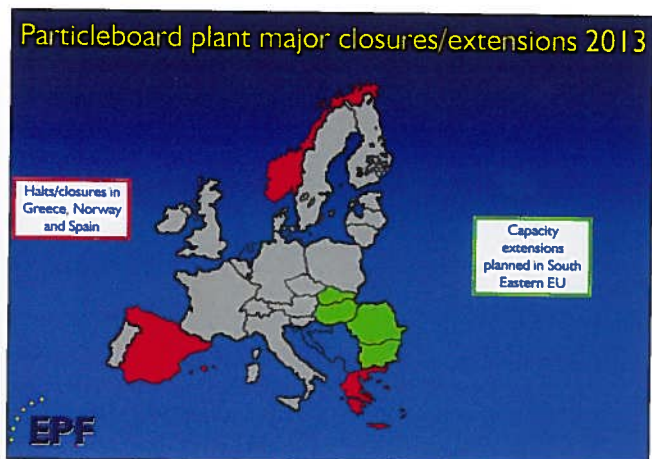 Particleboard plant major closures/extensions 2013
Halts/closures in
Greece, Norway
and Spain
Capacity
extensions
planned in South
Eastern EU
EPF